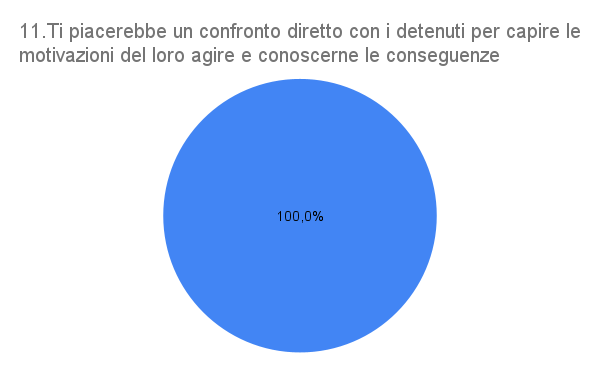 11.Ti piacerebbe un confronto diretto con i detenuti per capire le
motivazioni del loro agire e conoscerne le conseguenze
100,0%